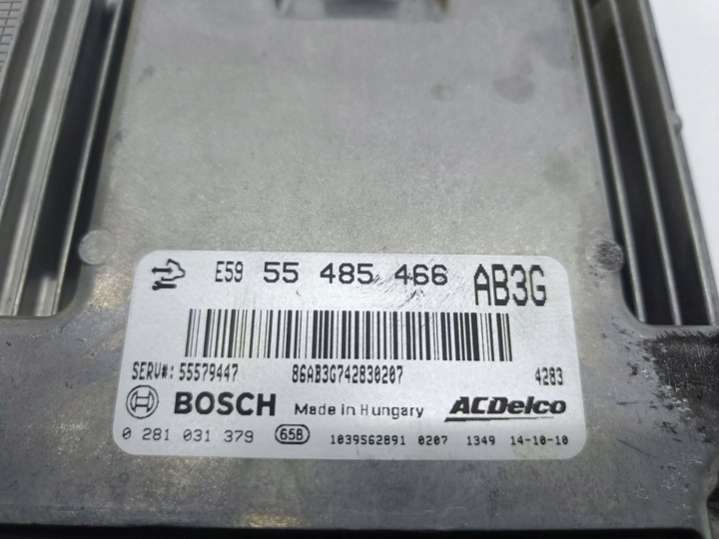 E59 55 485 466 AB3G
SERV#: 55579447 86AB3G742830207 4283
BOSCH Made in Hungary ACDelco
0 281 031 379 658 1039S62891 0207 1349 14-10-10